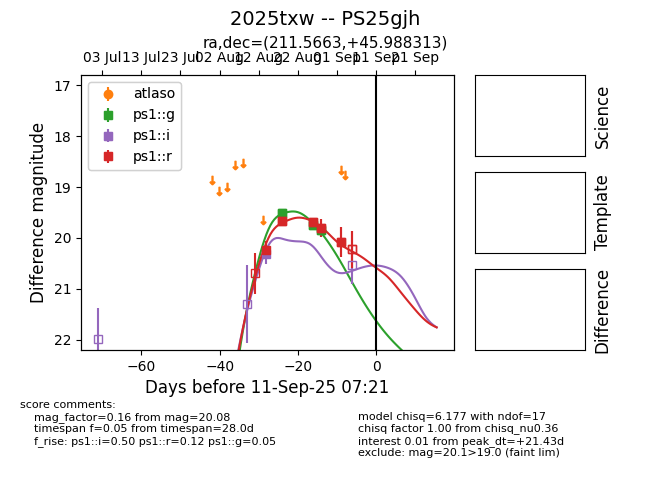 2025txw -- PS25gjh
ra,dec=(211.5663,+45.988313)
03 Jul 13 Jul 23 Jul 02 Aug 12 Aug 22 Aug 01 Sep 11 Sep 21 Sep
17
18
19
20
21
22
Difference magnitude
atlaso
ps1::g
ps1::i
ps1::r
−60 −40 −20 0
Days before 11-Sep-25 07:21
Science
Template
Difference
score comments:
mag_factor=0.16 from mag=20.08
timespan f=0.05 from timespan=28.0d
f_rise: ps1::i=0.50 ps1::r=0.12 ps1::g=0.05
model chisq=6.177 with ndof=17
chisq factor 1.00 from chisq_nu0.36
interest 0.01 from peak_dt=+21.43d
exclude: mag=20.1>19.0 (faint lim)